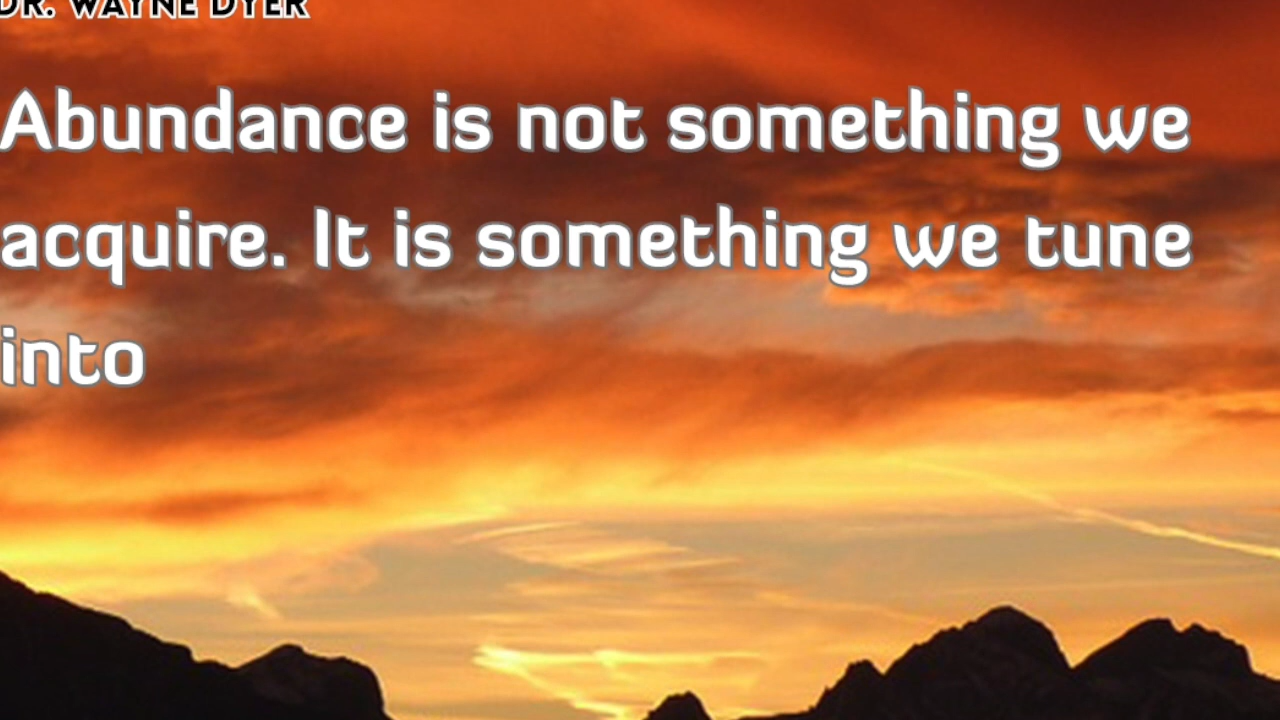 DR. WAYNE DYER
Abundance is not something we
acquire. It is something we tune
into